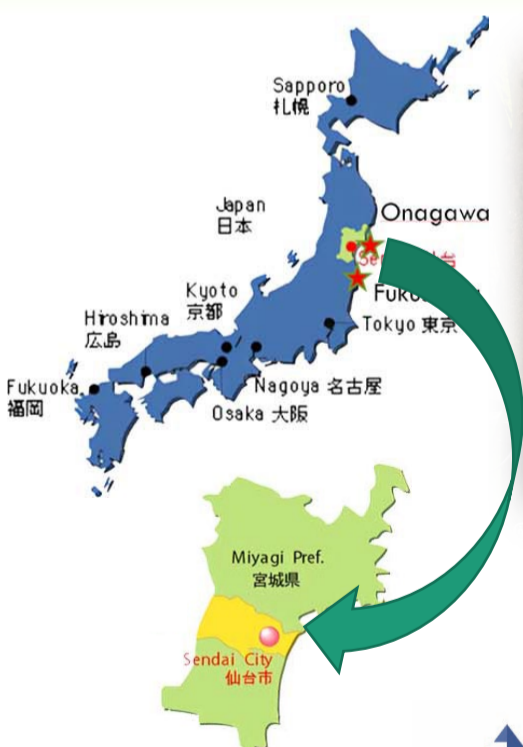 Sapporo
札幌
Japan
日本
Onagawa
Kyoto
京都
Hiroshima
広島
Tokyo 東京
Fukuoka
福岡
Nagoya 名古屋
Osaka 大阪
Miyagi Pref.
宮城県
Sendai City
仙台市